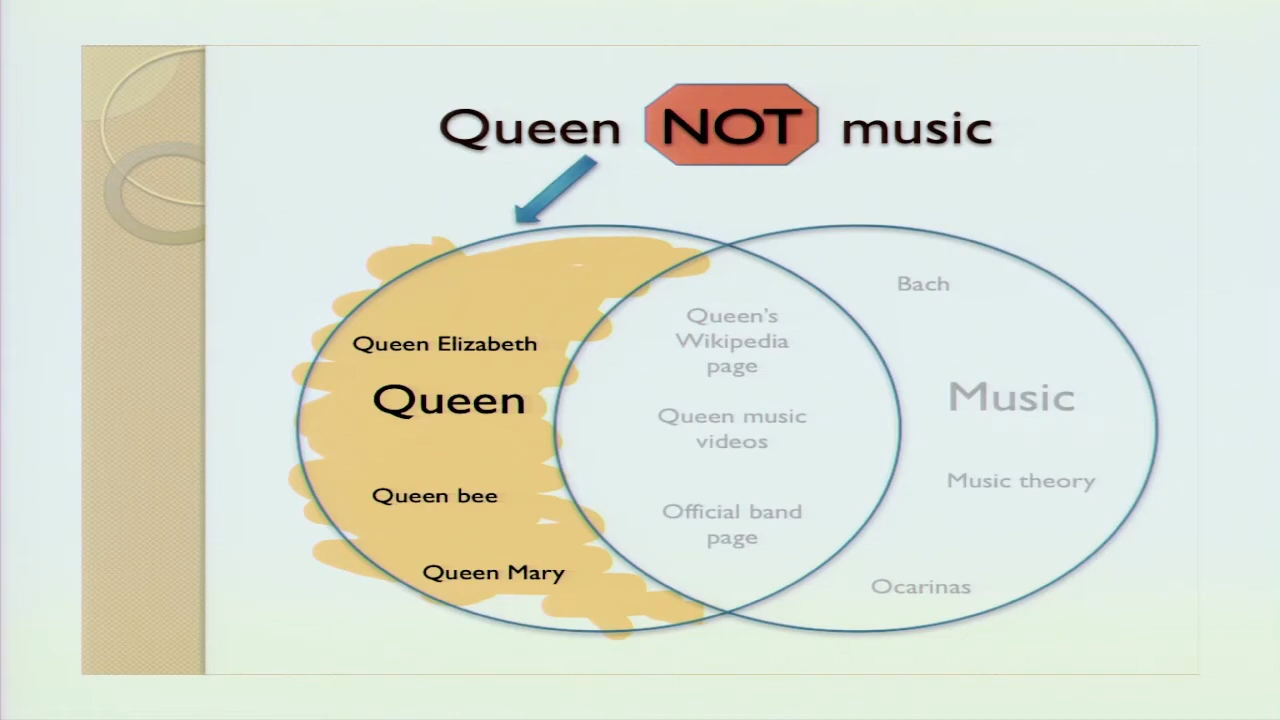 Queen NOT music
Queen Elizabeth
Queen
Queen bee
Queen Mary
Queen's
Wikipedia
page
Queen music
videos
Official band
page
Bach
Music
Music theory
Ocarinas